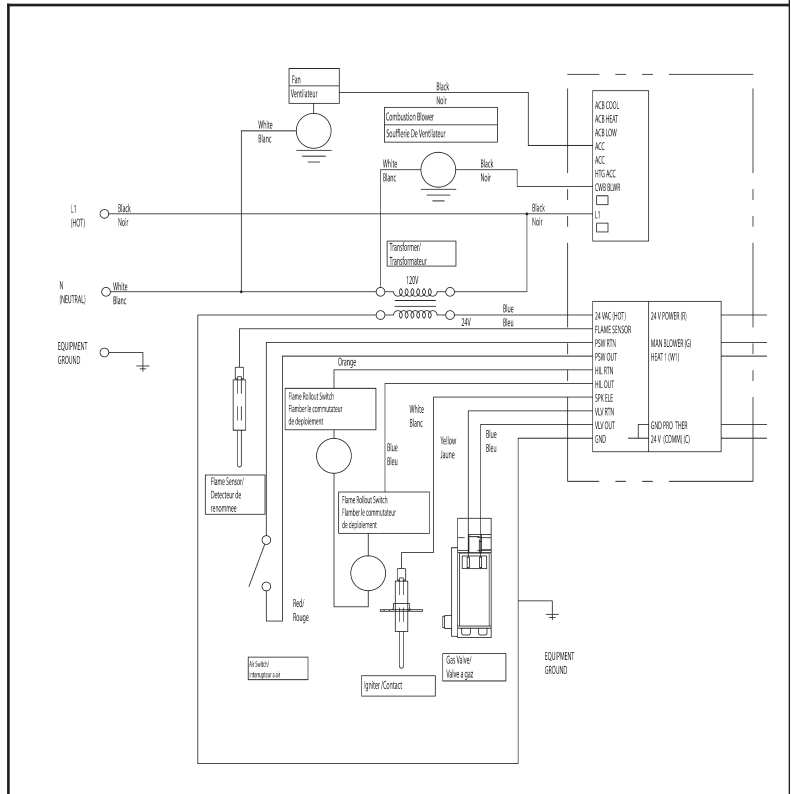 Fan
Ventilateur
Black
Noir
White
Blanc
Combustion Blower
Soufflerie De Ventilateur
White
Blanc
Black
Noir
ACB COOL
ACB HEAT
ACB LOW
ACC
ACC
HTG ACC
CWB BLWR
L1
L1
(HOT)
Black
Noir
Black
Noir
Transformer/
Transformateur
120V
N
(NEUTRAL)
White
Blanc
24V
Blue
Bleu
EQUIPMENT
GROUND
24 VAC (HOT)
FLAME SENSOR
PSW RTN
PSW OUT
HIL RTN
HIL OUT
SPK ELE
VLV RTN
VLV OUT
GND
24 V POWER (R)
MAN BLOWER (G)
HEAT 1 (W1)
GND PRO THER
24 V (COMM) (C)
Orange
Flame Rollout Switch
Flamber le commutateur
de deploiement
White
Blanc
Blue
Bleu
Yellow
Jaune
Blue
Bleu
Flame Sensor/
Detecteur de
renommee
Flame Rollout Switch
Flamber le commutateur
de deploiement
Red/
Rouge
Air Switch/
Interrupteur a air
Igniter /Contact
Gas Valve/
Valve a gaz
EQUIPMENT
GROUND